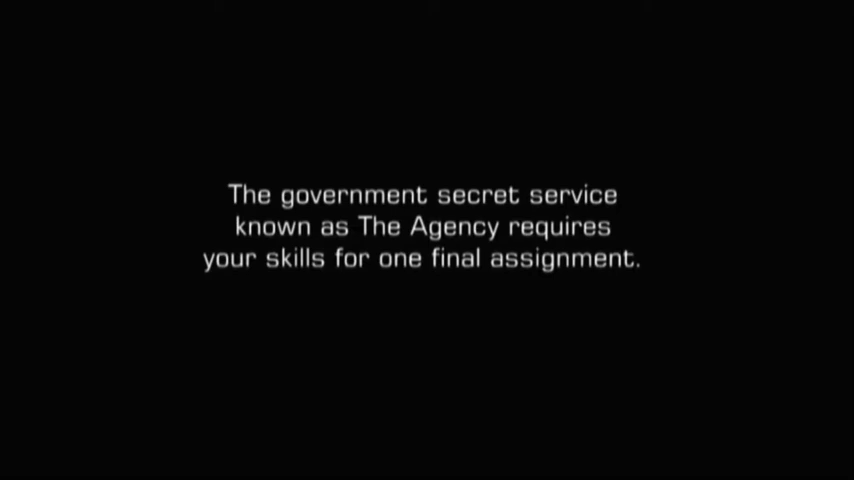 The government secret service
known as The Agency requires
your skills for one final assignment.